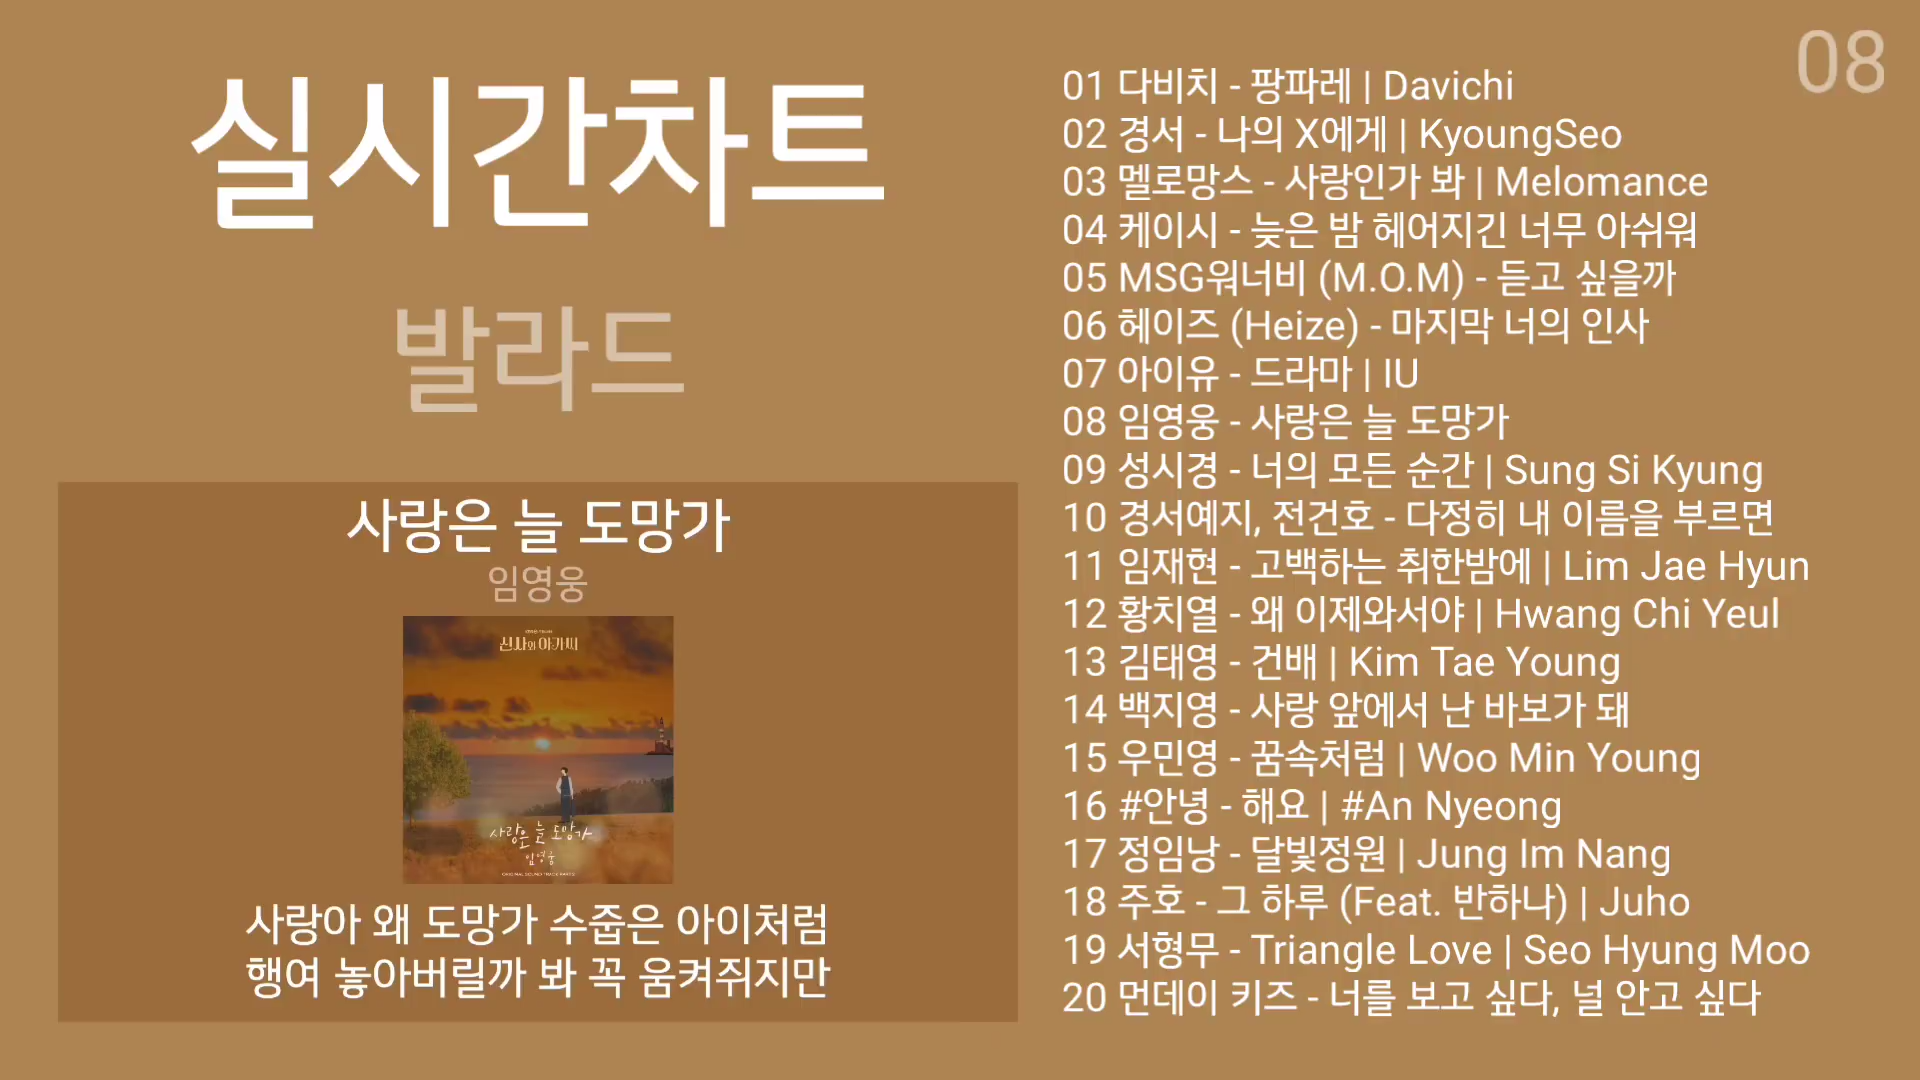 실시간차트
발라드
사랑은 늘 도망가
임영웅
신사와 아가씨
사랑은 늘 도망가
임영웅
ORIGINAL SOUND TRACK
사랑아 왜 도망가 수줍은 아이처럼
행여 놓아버릴까 봐 꼭 움켜쥐지만
08
01 다비치 - 팡파레 | Davichi
02 경서 - 나의 X에게 | KyoungSeo
03 멜로망스 - 사랑인가 봐 | Melomance
04 케이시 - 늦은 밤 헤어지긴 너무 아쉬워
05 MSG워너비 (M.O.M) - 듣고 싶을까
06 헤이즈 (Heize) - 마지막 너의 인사
07 아이유 - 드라마 | IU
08 임영웅 - 사랑은 늘 도망가
09 성시경 - 너의 모든 순간 | Sung Si Kyung
10 경서예지, 전건호 - 다정히 내 이름을 부르면
11 임재현 - 고백하는 취한밤에 | Lim Jae Hyun
12 황치열 - 왜 이제와서야 | Hwang Chi Yeul
13 김태영 - 건배 | Kim Tae Young
14 백지영 - 사랑 앞에서 난 바보가 돼
15 우민영 - 꿈속처럼 | Woo Min Young
16 #안녕 - 해요 | #An Nyeong
17 정임낭 - 달빛정원 | Jung Im Nang
18 주호 - 그 하루 (Feat. 반하나) | Juho
19 서형무 - Triangle Love | Seo Hyung Moo
20 먼데이 키즈 - 너를 보고 싶다, 널 안고 싶다